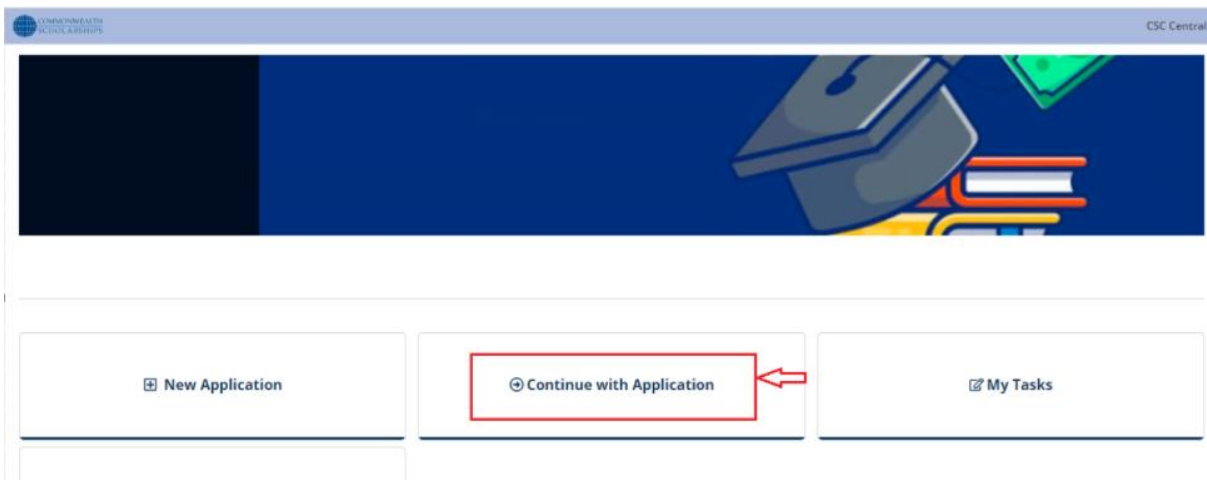 COMMONWEALTH
SCHOLARSHIPS
CSC Central
New Application
Continue with Application
My Tasks